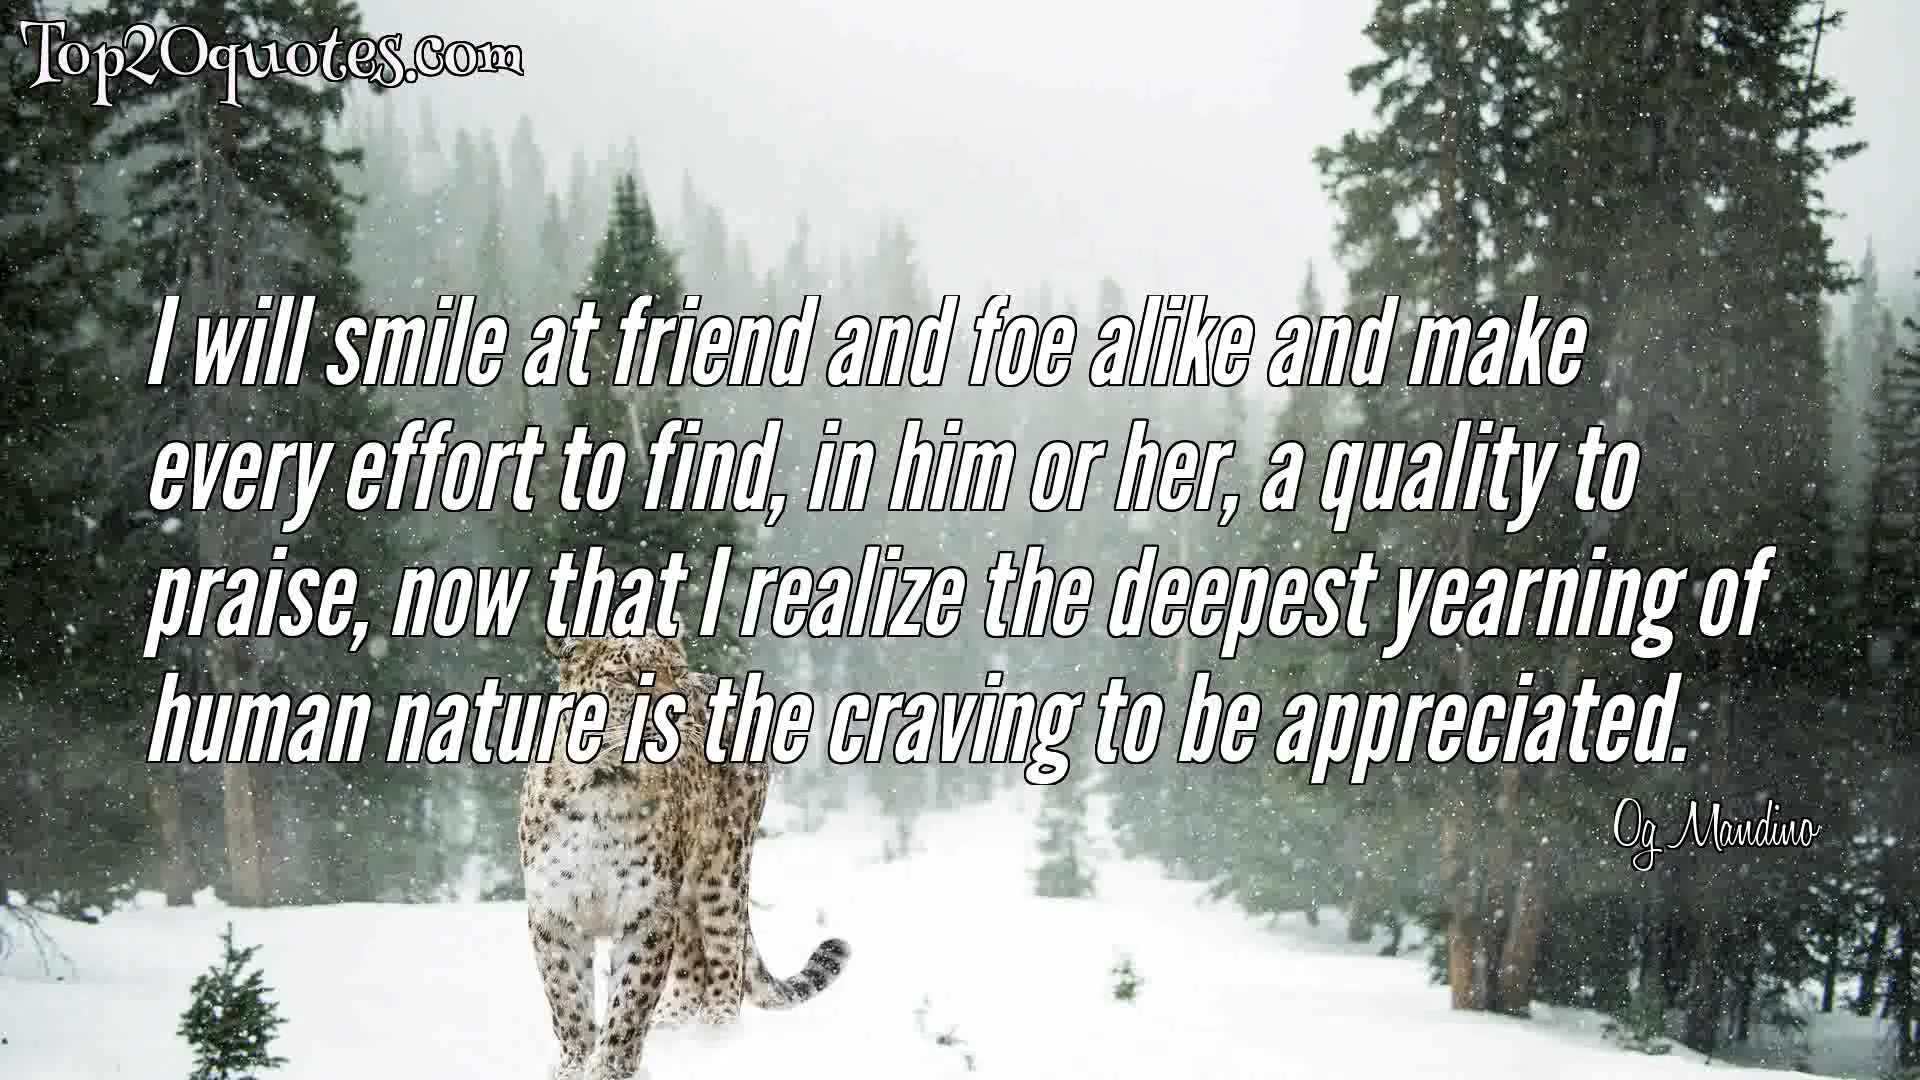 Top20quotes.com
I will smile at friend and foe alike and make
every effort to find, in him or her, a quality to
praise, now that I realize the deepest yearning of
human nature is the craving to be appreciated.
Og Mandino